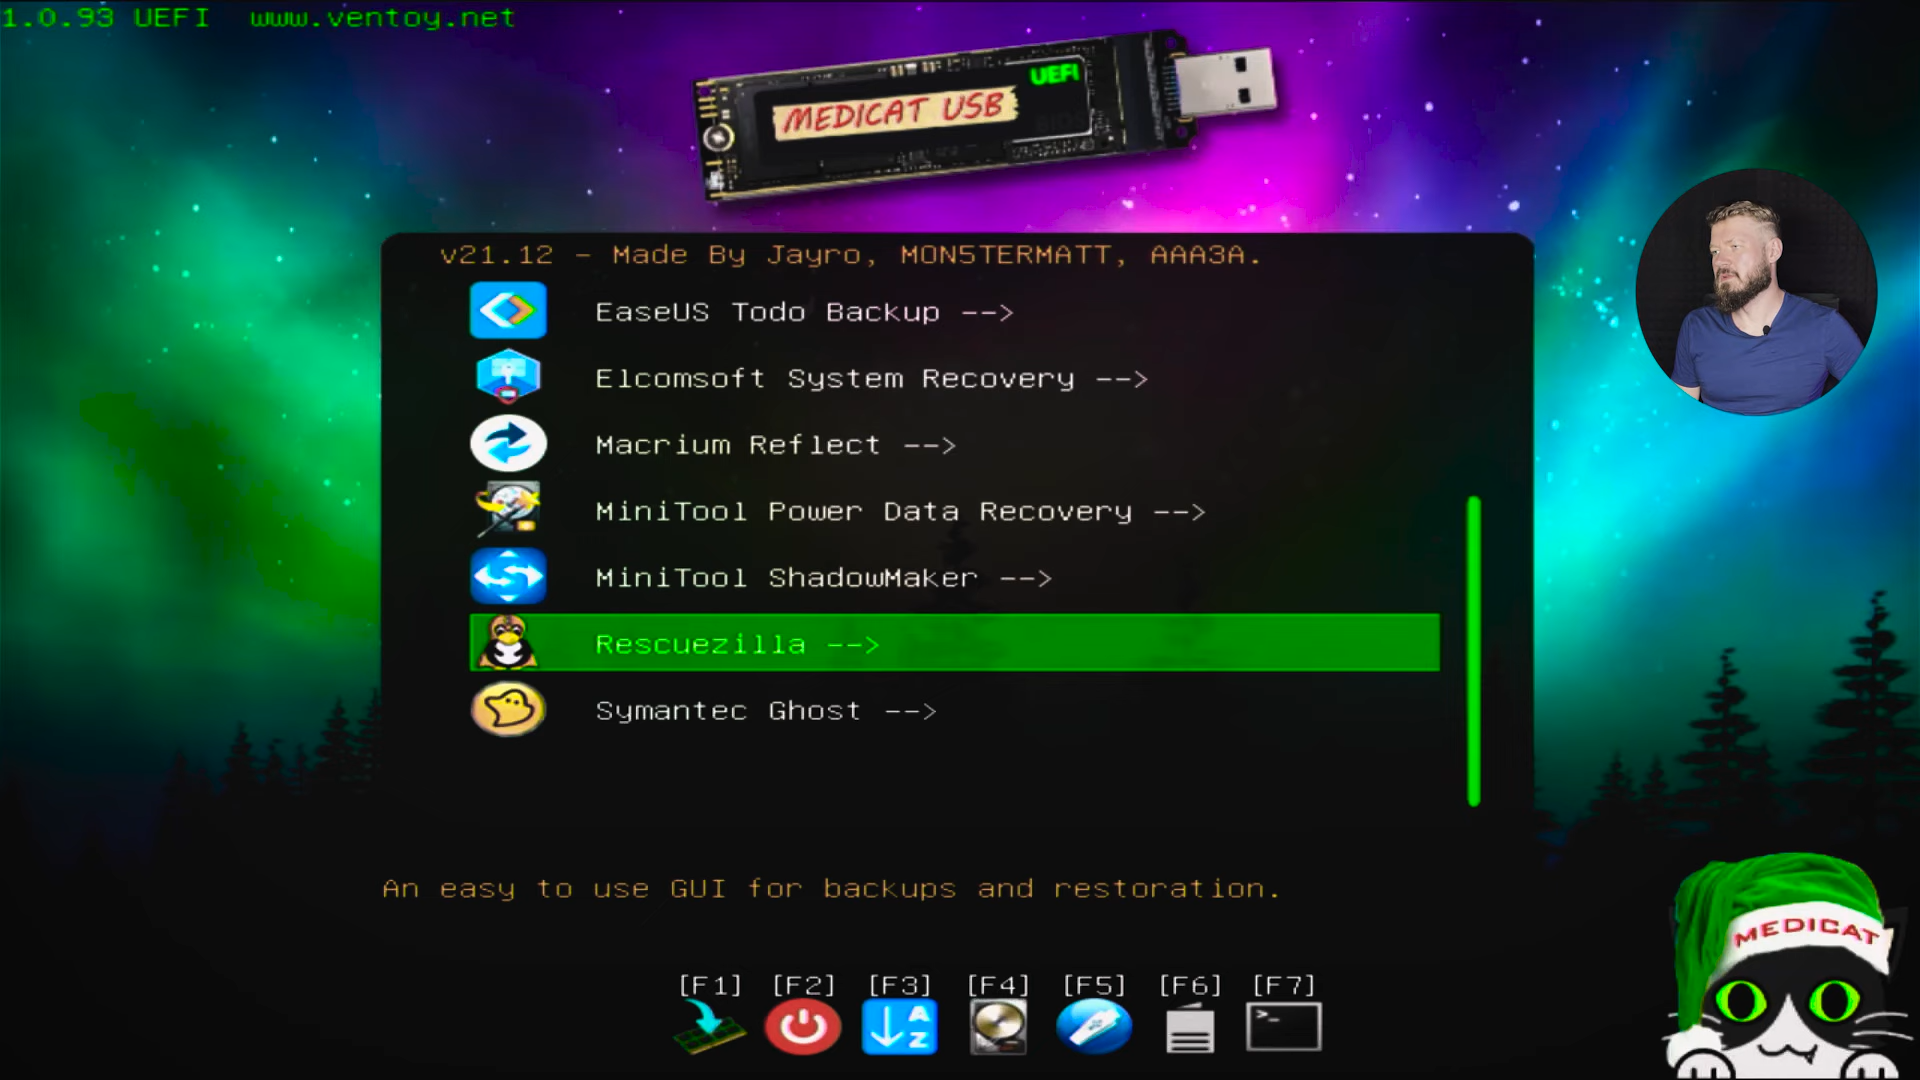 1.0.93 UEFI www.ventoy.net
UEFI
MEDICAT USB
v21.12 - Made By Jayro, MON5TERMATT, AAA3A.
EaseUS Todo Backup -->
Elcomsoft System Recovery -->
Macrium Reflect -->
MiniTool Power Data Recovery -->
MiniTool ShadowMaker -->
Rescuezilla -->
Symantec Ghost -->
An easy to use GUI for backups and restoration.
MEDICAT
[F1] [F2] [F3] [F4] [F5] [F6] [F7]
A
Z
>_